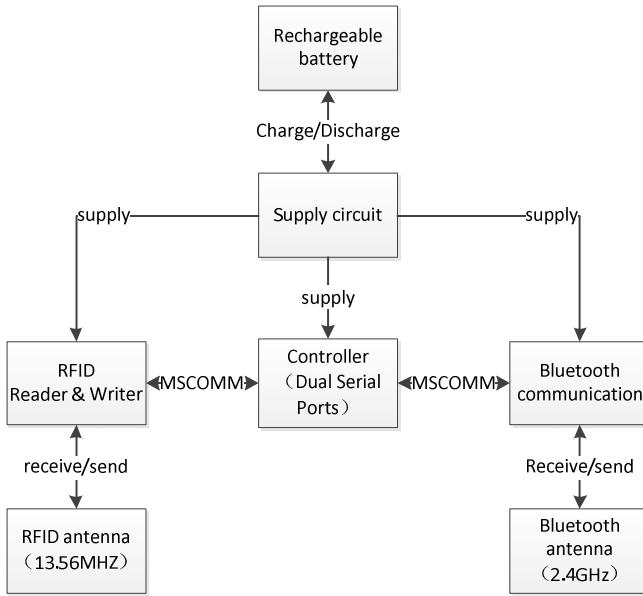 Rechargeable
battery
Charge/Discharge
supply
Supply circuit
supply
supply
RFID
Reader & Writer
MSCOMM
Controller
（Dual Serial
Ports）
MSCOMM
Bluetooth
communication
receive/send
Receive/send
RFID antenna
（13.56MHZ）
Bluetooth
antenna
（2.4GHz）